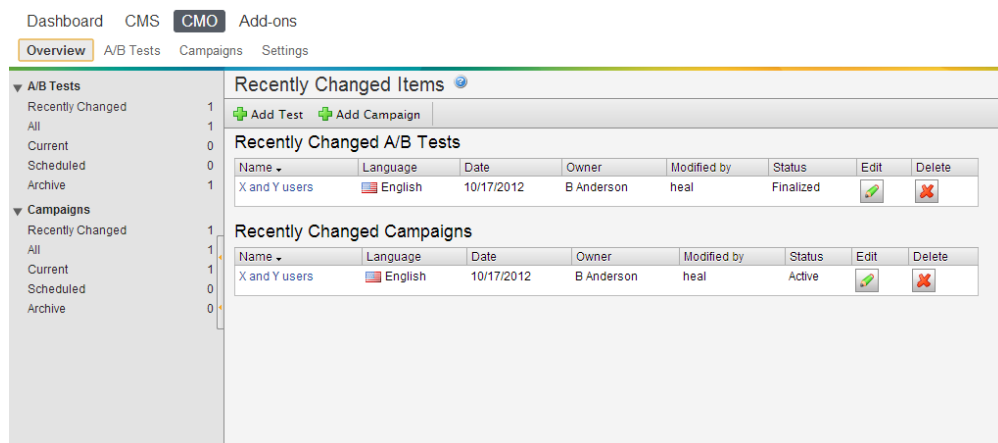 Dashboard CMS CMO Add-ons
Overview A/B Tests Campaigns Settings
A/B Tests
Recently Changed 1
All 1
Current 0
Scheduled 0
Archive 1
Campaigns
Recently Changed 1
All 1
Current 1
Scheduled 0
Archive 0
Recently Changed Items ?
Add Test Add Campaign
Recently Changed A/B Tests
Name Language Date Owner Modified by Status Edit Delete
X and Y users English 10/17/2012 B Anderson heal Finalized
Recently Changed Campaigns
Name Language Date Owner Modified by Status Edit Delete
X and Y users English 10/17/2012 B Anderson heal Active